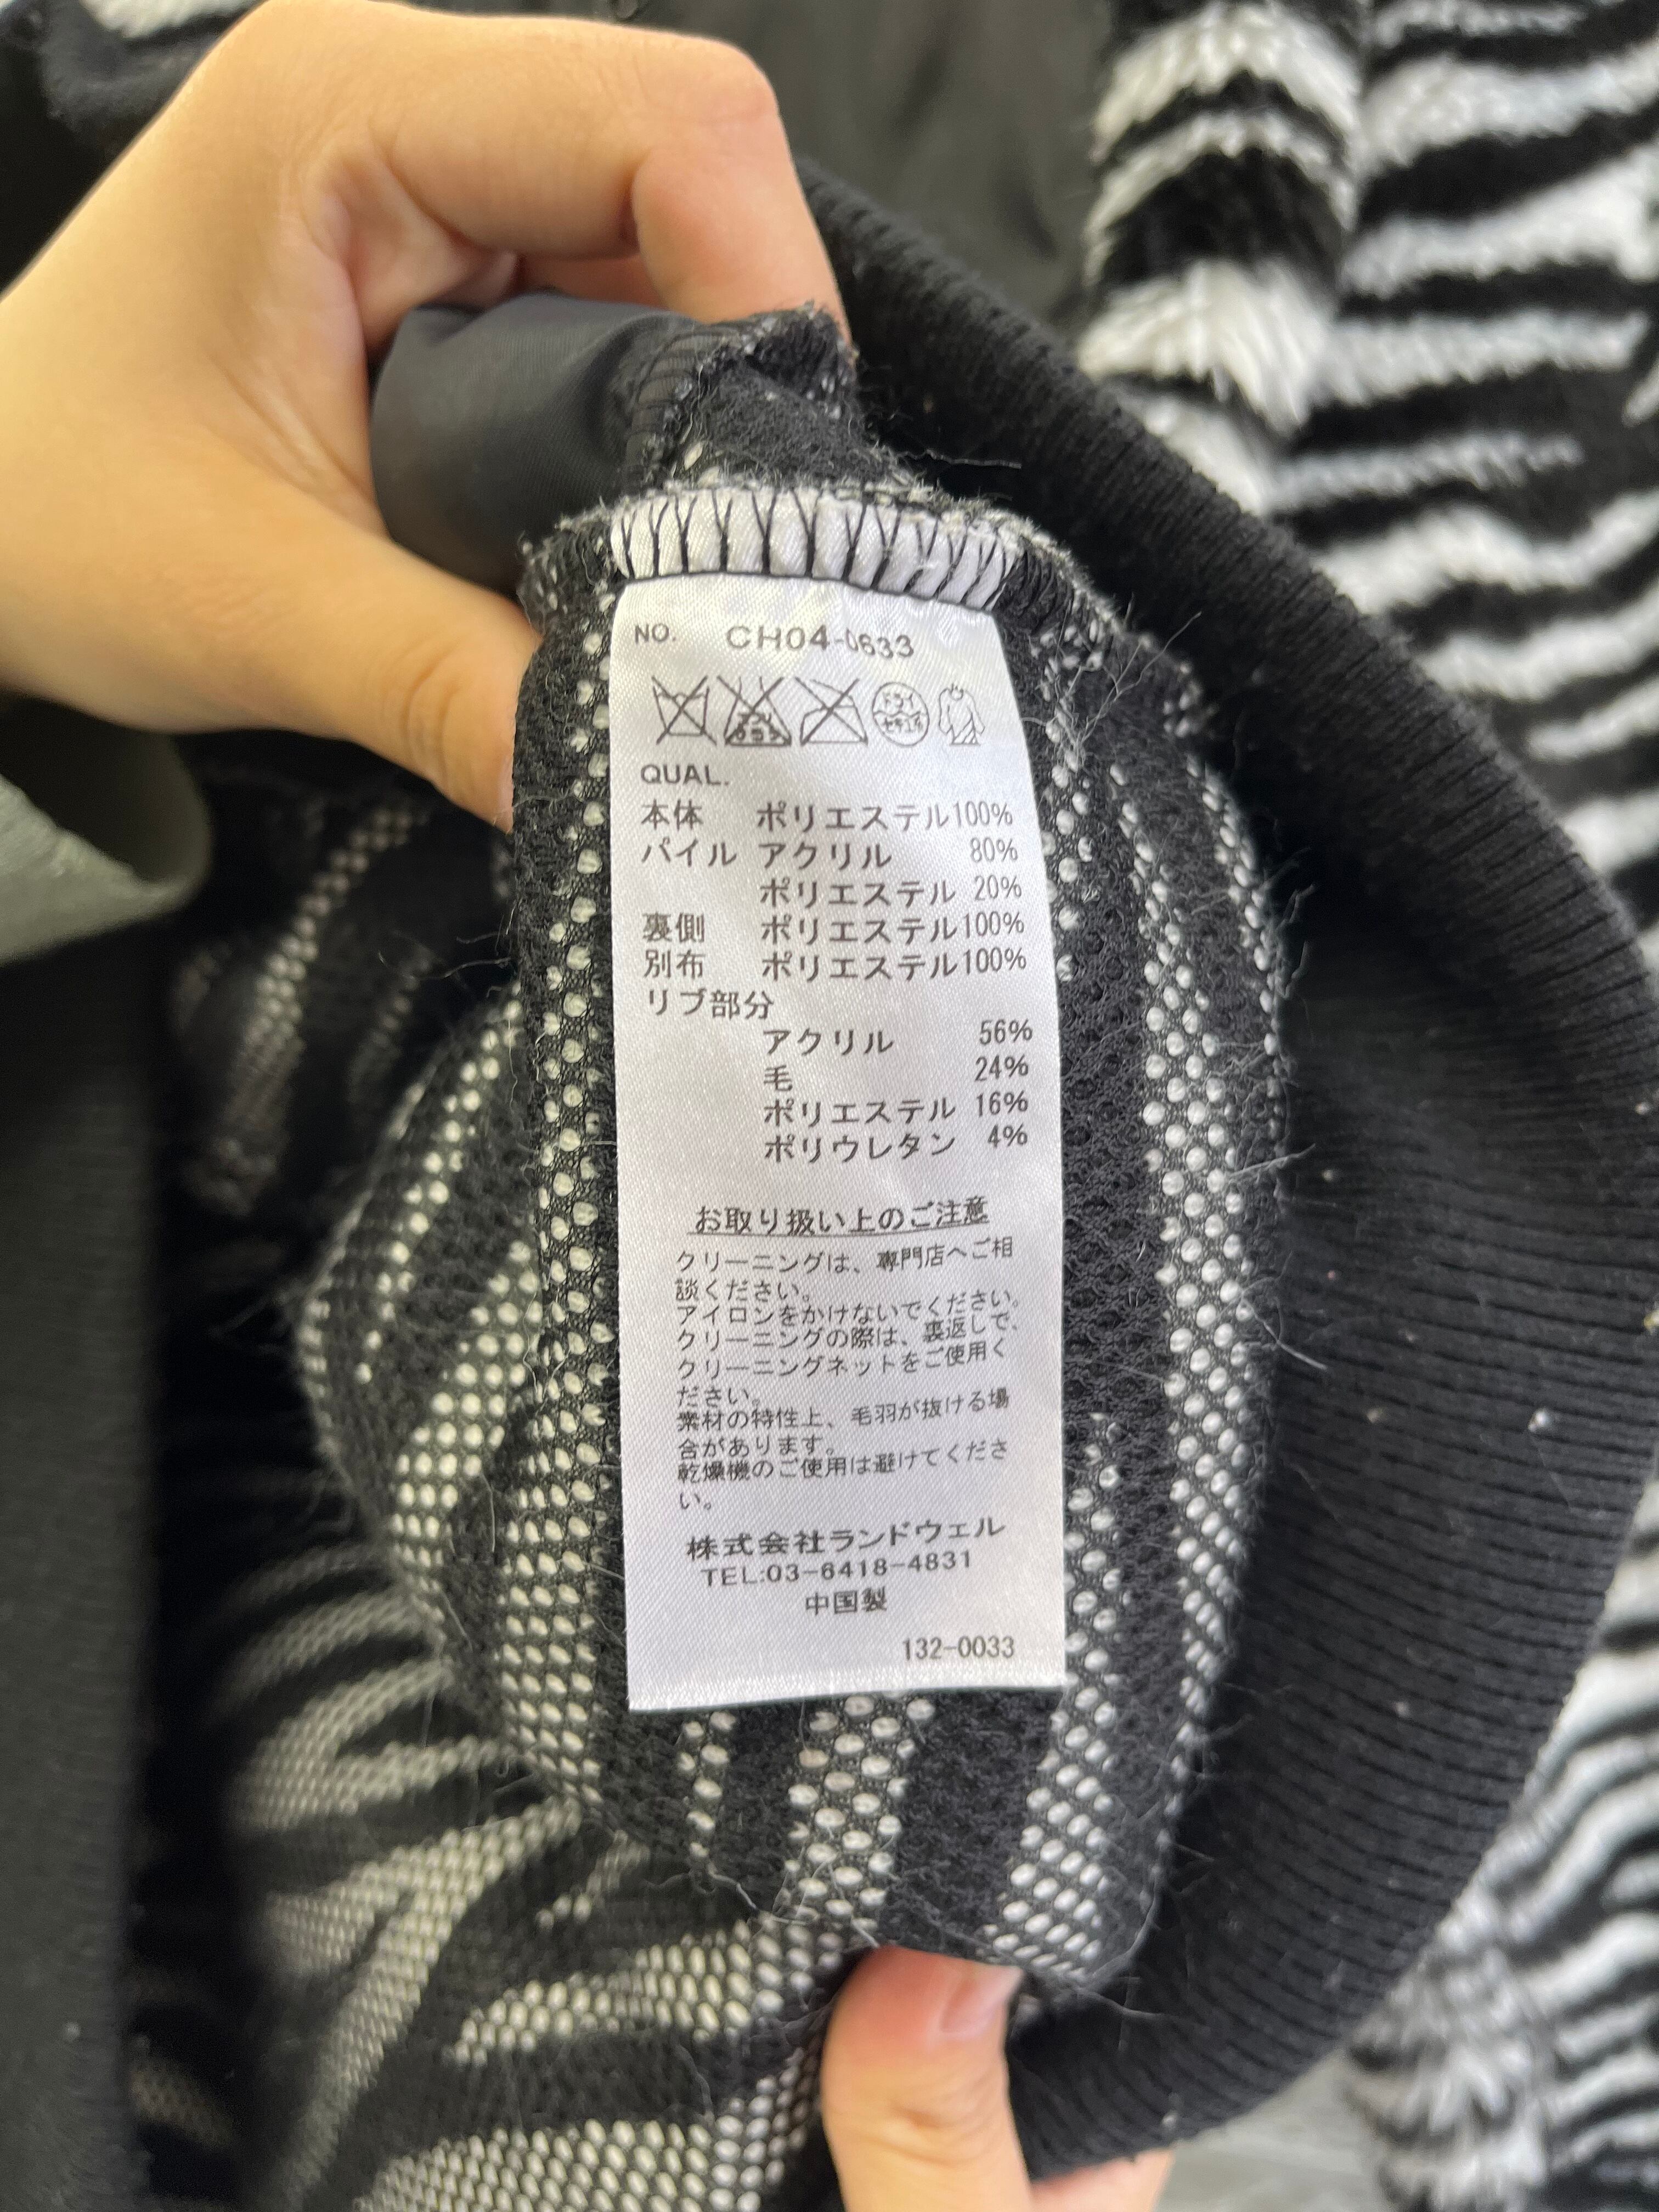 NO. CH04-0633
ドライ
セキユ系
QUAL.
本体 ポリエステル100%
パイル アクリル 80%
ポリエステル 20%
裏側 ポリエステル100%
別布 ポリエステル100%
リブ部分
アクリル 56%
毛 24%
ポリエステル 16%
ポリウレタン 4%
お取り扱い上のご注意
クリーニングは、専門店へご相
談ください。
アイロンをかけないでください。
クリーニングの際は、裏返しで、
クリーニングネットをご使用く
ださい。
素材の特性上、毛羽が抜ける場
合があります。
乾燥機のご使用は避けてくださ
い。
株式会社ランドウェル
TEL:03-6418-4831
中国製
132-0033